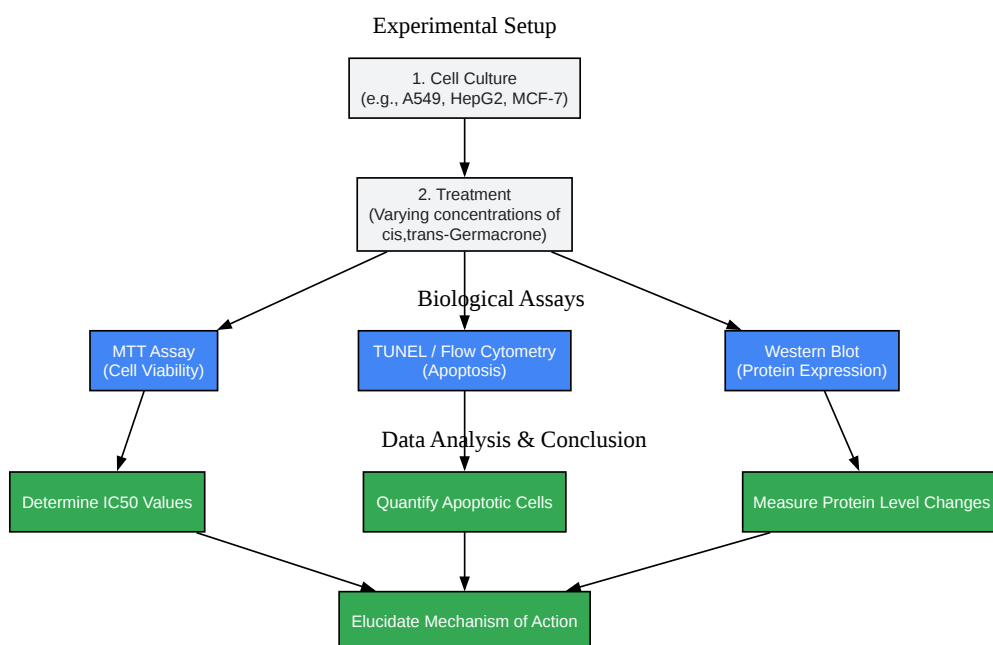 Experimental Setup
1. Cell Culture
(e.g., A549, HepG2, MCF-7)
2. Treatment
(Varying concentrations of
cis,trans-Germacrone)
Biological Assays
MTT Assay
(Cell Viability)
TUNEL / Flow Cytometry
(Apoptosis)
Western Blot
(Protein Expression)
Data Analysis & Conclusion
Determine IC50 Values
Quantify Apoptotic Cells
Measure Protein Level Changes
Elucidate Mechanism of Action